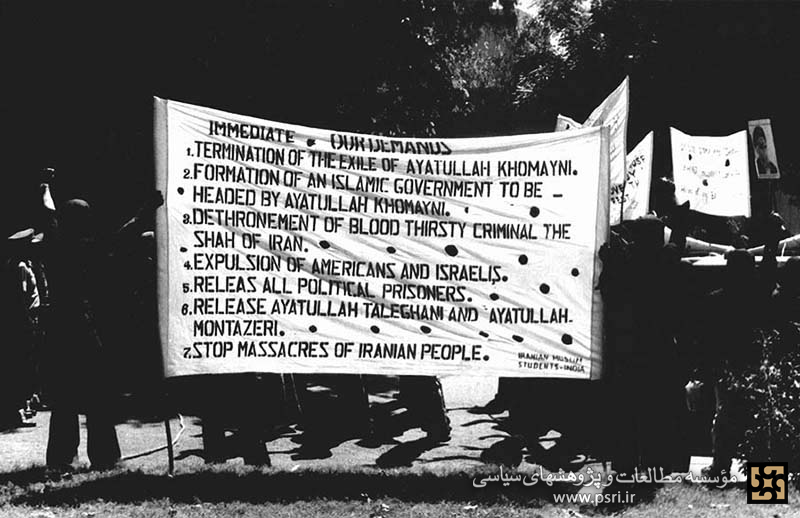 IMMEDIATE OUR DEMANDS
1. TERMINATION OF THE EXILE OF AYATULLAH KHOMAYNI.
2. FORMATION OF AN ISLAMIC GOVERNMENT TO BE -
HEADED BY AYATULLAH KHOMAYNI.
3. DETHRONEMENT OF BLOOD THIRSTY CRIMINAL THE
SHAH OF IRAN.
4. EXPULSION OF AMERICANS AND ISRAELIS.
5. RELEAS ALL POLITICAL PRISONERS.
6. RELEASE AYATULLAH TALEGHANI AND AYATULLAH-
MONTAZERI.
7. STOP MASSACRES OF IRANIAN PEOPLE.
IRANIAN MUSLIM
STUDENTS-INDIA
مؤسسه مطالعات و پژوهشهای سیاسی
www.psri.ir